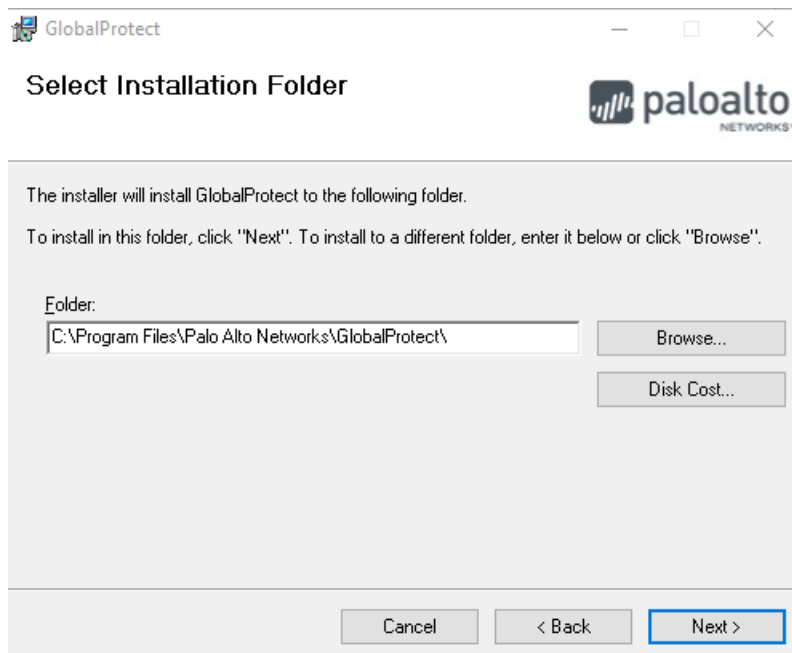 GlobalProtect
Select Installation Folder
paloalto
NETWORKS
The installer will install GlobalProtect to the following folder.
To install in this folder, click "Next". To install to a different folder, enter it below or click "Browse".
Folder:
C:\Program Files\Palo Alto Networks\GlobalProtect\
Browse...
Disk Cost...
Cancel
< Back
Next >